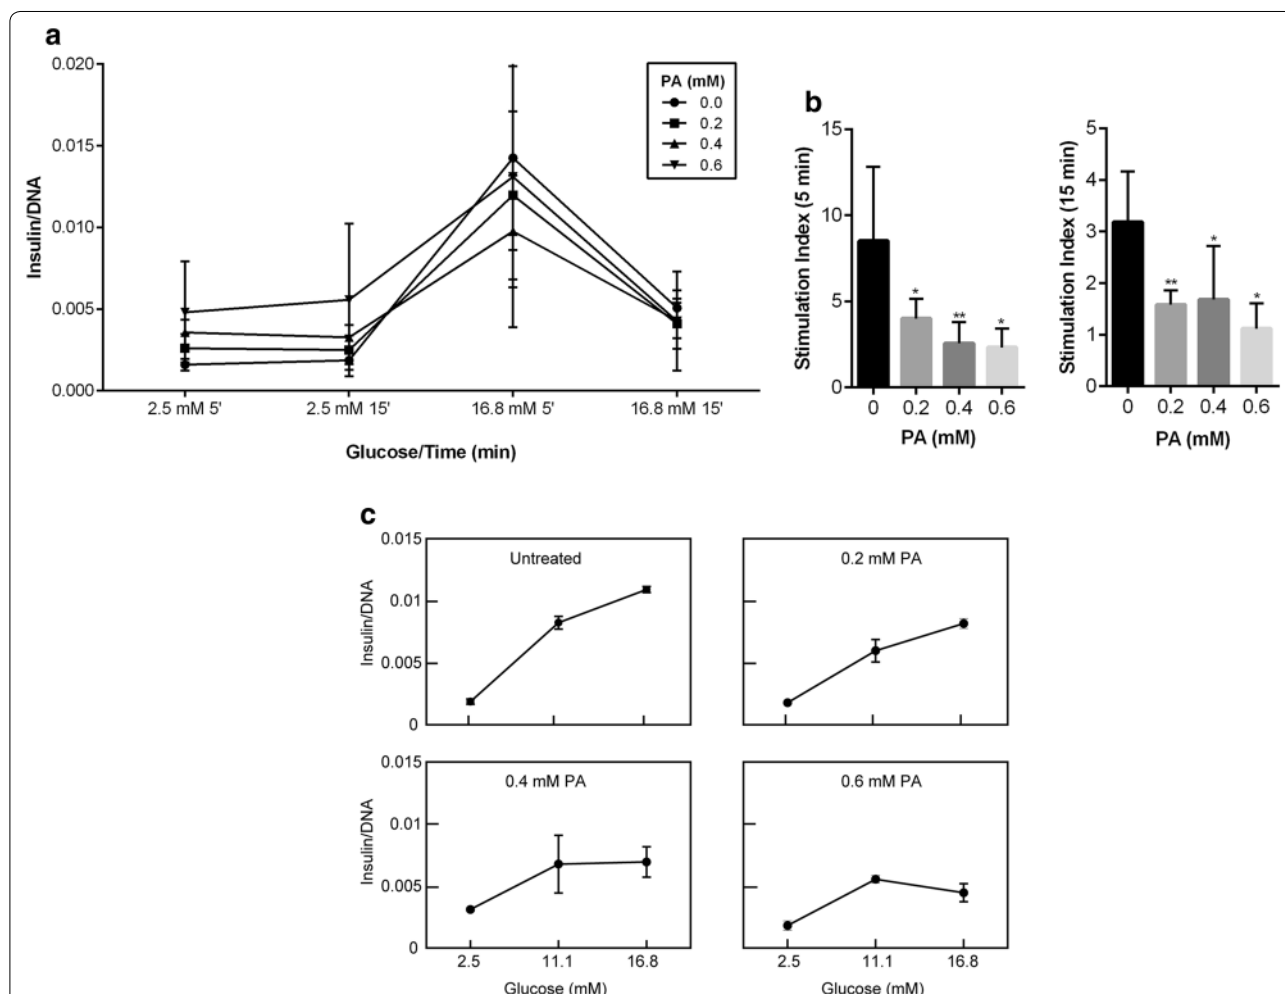 a
0.020
0.015
0.010
0.005
0.000
Insulin/DNA
PA (mM)
0.0
0.2
0.4
0.6
2.5 mM 5'
2.5 mM 15'
16.8 mM 5'
16.8 mM 15'
Glucose/Time (min)
b
Stimulation Index (5 min)
15
10
5
0
*
**
*
0
0.2
0.4
0.6
PA (mM)
Stimulation Index (15 min)
5
4
3
2
1
0
**
*
*
0
0.2
0.4
0.6
PA (mM)
c
Untreated
0.015
0.01
0.005
0
Insulin/DNA
0.2 mM PA
0.4 mM PA
0.015
0.01
0.005
0
Insulin/DNA
2.5
11.1
16.8
Glucose (mM)
0.6 mM PA
2.5
11.1
16.8
Glucose (mM)